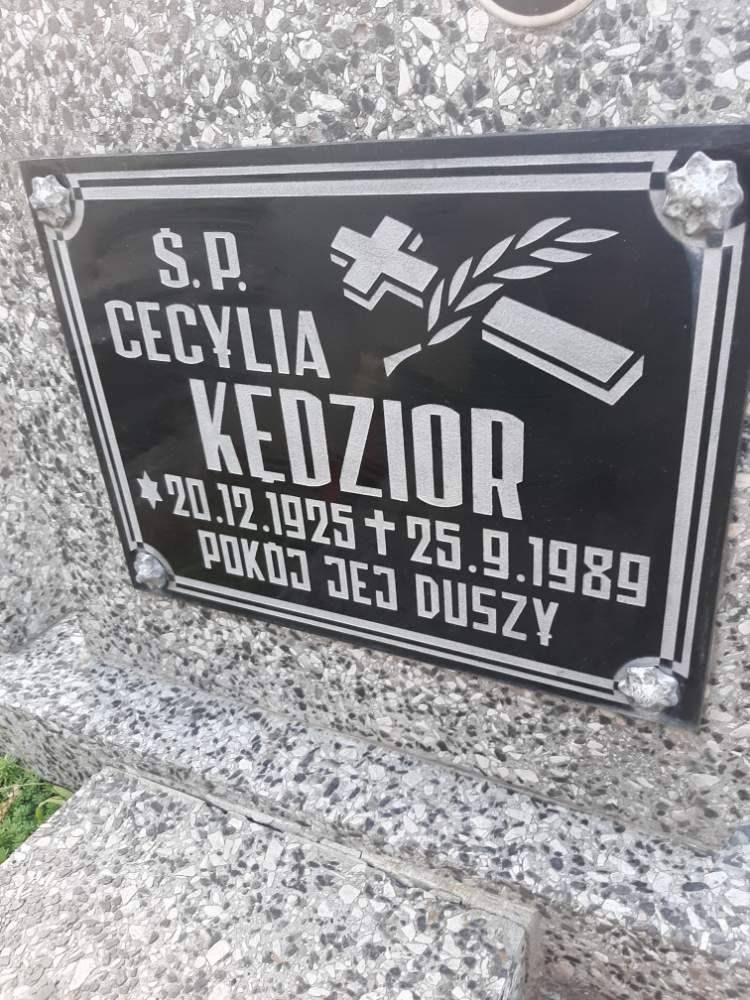 Ś.P.
CECYLIA
KĘDZIOR
*20.12.1925 ✝ 25.9.1989
POKÓJ JEJ DUSZY